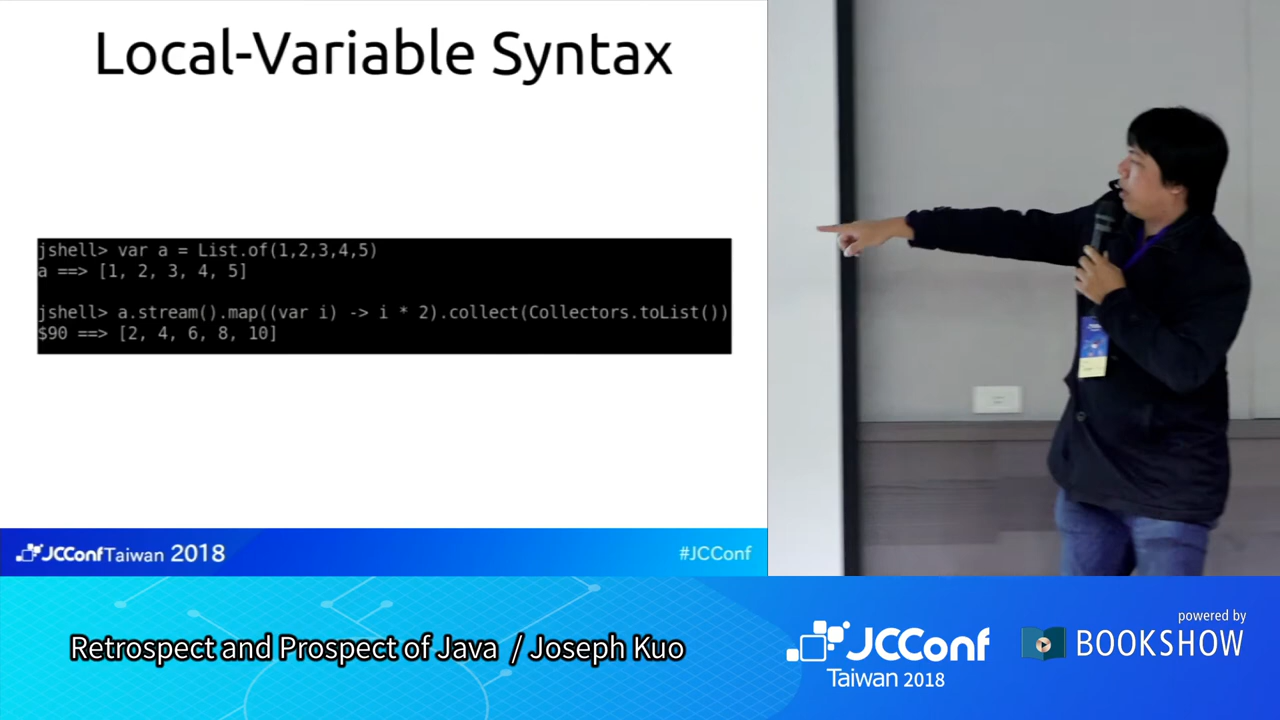 Local-Variable Syntax
jshell> var a = List.of(1,2,3,4,5)
a ==> [1, 2, 3, 4, 5]
jshell> a.stream().map((var i) -> i * 2).collect(Collectors.toList())
$90 ==> [2, 4, 6, 8, 10]
JCConf Taiwan 2018
#JCConf
Retrospect and Prospect of Java / Joseph Kuo
JCConf
Taiwan 2018
powered by
BOOKSHOW